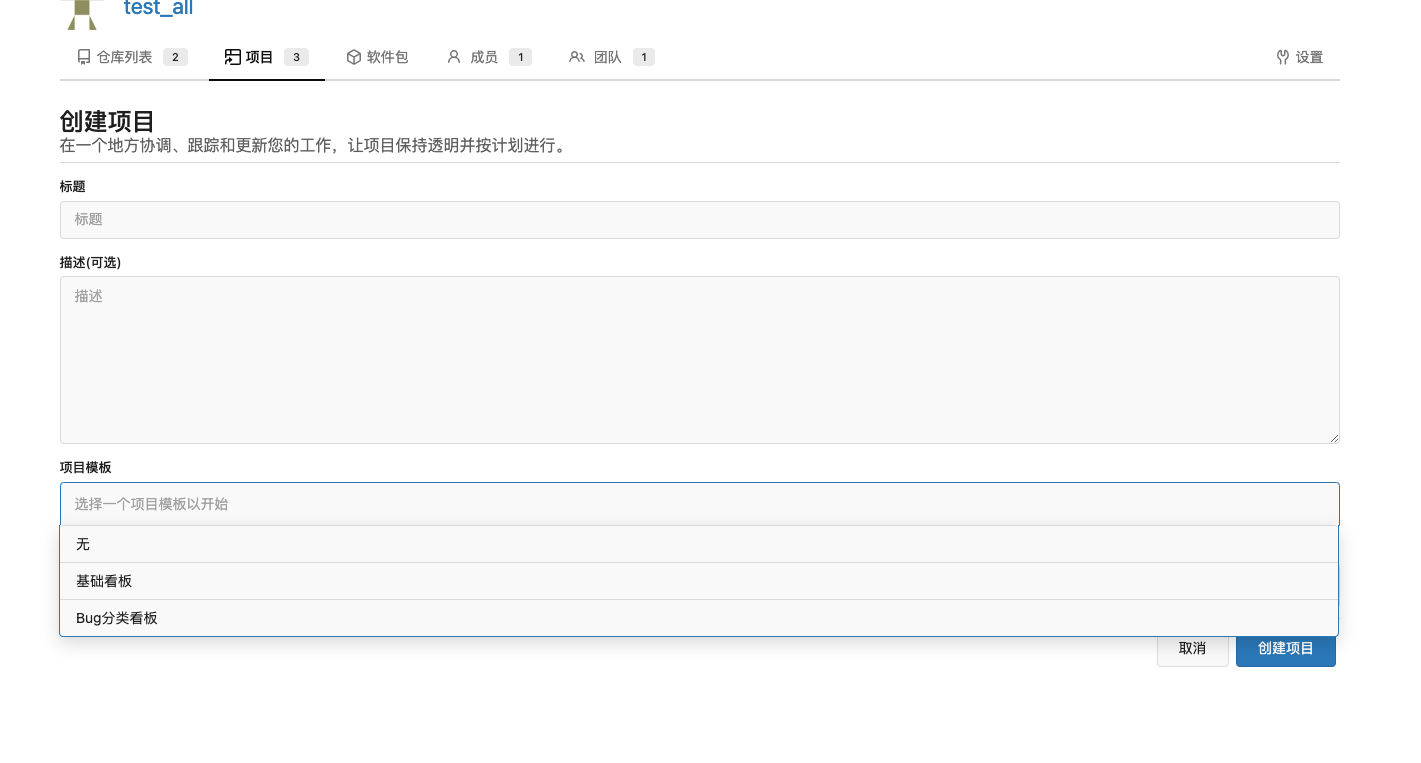 test_all
仓库列表 2 项目 3 软件包 成员 1 团队 1 设置
创建项目
在一个地方协调、跟踪和更新您的工作，让项目保持透明并按计划进行。
标题
标题
描述(可选)
描述
项目模板
选择一个项目模板以开始
无
基础看板
Bug分类看板
取消 创建项目